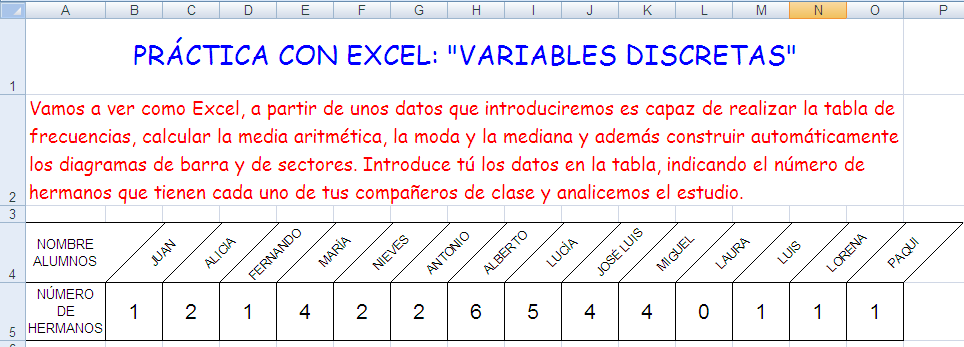 A B C D E F G H I J K L M N O P
1 PRÁCTICA CON EXCEL: "VARIABLES DISCRETAS"
Vamos a ver como Excel, a partir de unos datos que introduciremos es capaz de realizar la tabla de
frecuencias, calcular la media aritmética, la moda y la mediana y además construir automáticamente
los diagramas de barra y de sectores. Introduce tú los datos en la tabla, indicando el número de
2 hermanos que tienen cada uno de tus compañeros de clase y analicemos el estudio.
3
4 NOMBRE ALUMNOS JUAN ALICIA FERNANDO MARÍA NIEVES ANTONIO ALBERTO LUCÍA JOSÉ LUIS MIGUEL LAURA LUIS LORENA PAQUI
5 NÚMERO DE HERMANOS 1 2 1 4 2 2 6 5 4 4 0 1 1 1